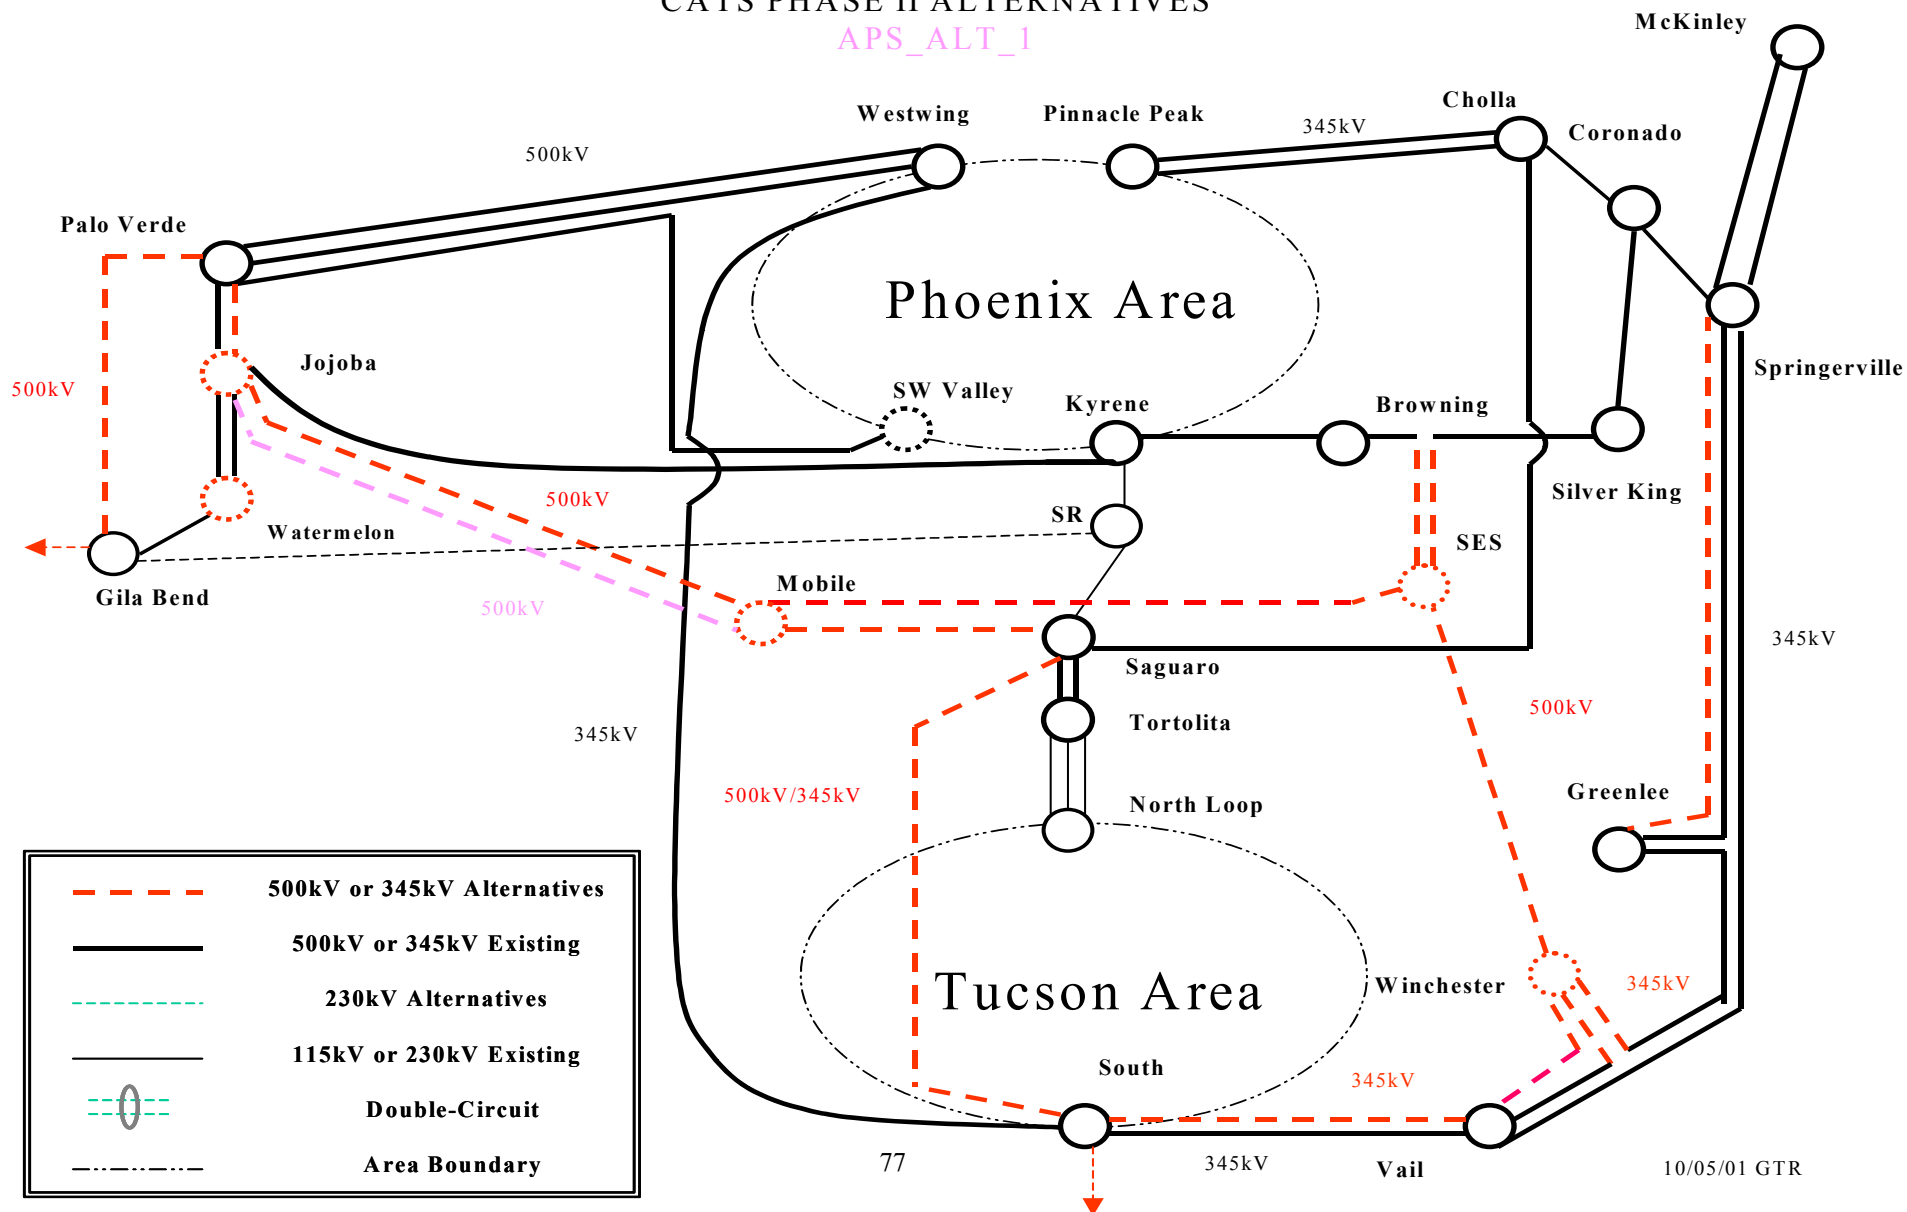 CATS PHASE II ALTERNATIVES
APS_ALT_1
McKinley
Westwing
Pinnacle Peak
Cholla
345kV
Coronado
500kV
Palo Verde
Phoenix Area
Jojoba
Springerville
500kV
SW Valley
Kyrene
Browning
500kV
Silver King
SR
Watermelon
SES
Mobile
Gila Bend
500kV
345kV
Saguaro
500kV
Tortolita
345kV
500kV/345kV
Greenlee
North Loop
500kV or 345kV Alternatives
500kV or 345kV Existing
230kV Alternatives
115kV or 230kV Existing
Double-Circuit
Area Boundary
Tucson Area
Winchester
345kV
South
345kV
77
345kV
Vail
10/05/01 GTR